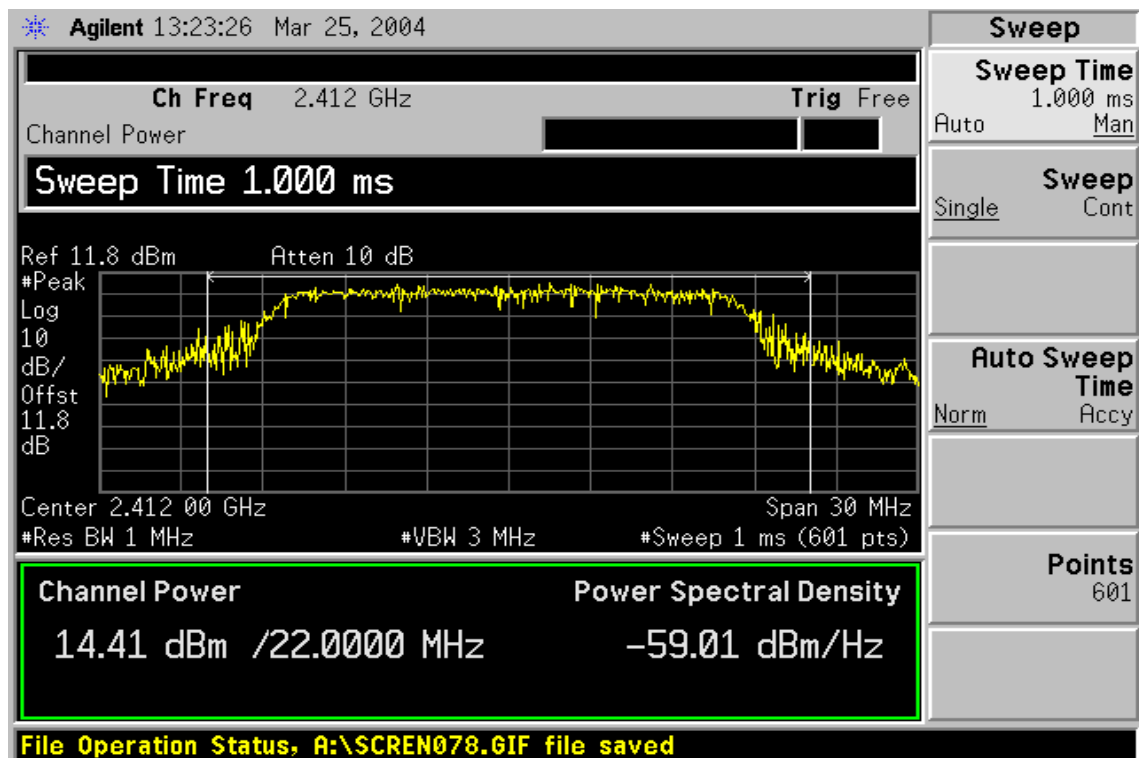 Agilent 13:23:26 Mar 25, 2004
Ch Freq 2.412 GHz Trig Free
Channel Power
Sweep Time 1.000 ms
Ref 11.8 dBm Atten 10 dB
#Peak
Log
10
dB/
Offst
11.8
dB
Center 2.412 00 GHz Span 30 MHz
#Res BW 1 MHz #VBW 3 MHz #Sweep 1 ms (601 pts)
Channel Power Power Spectral Density
14.41 dBm /22.0000 MHz -59.01 dBm/Hz
File Operation Status, A:\SCREN078.GIF file saved
Sweep
Sweep Time
1.000 ms
Auto Man
Sweep
Single Cont
Auto Sweep
Time
Norm Accy
Points
601